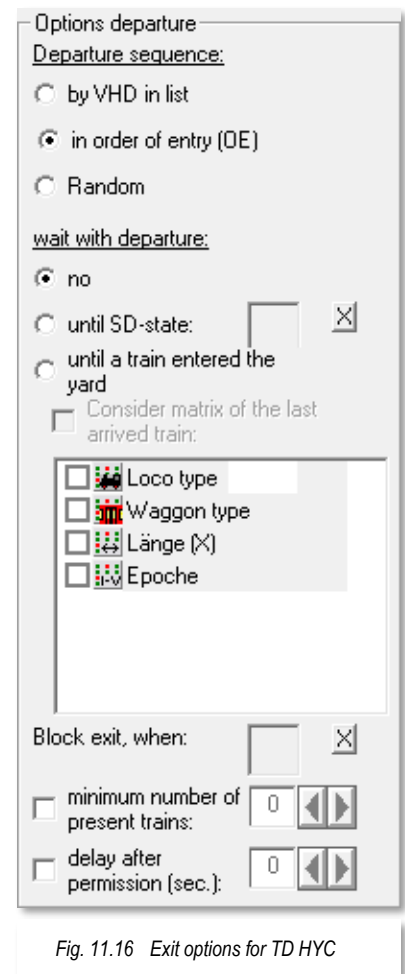 Options departure
Departure sequence:
by VHD in list
in order of entry (OE)
Random
wait with departure:
no
until SD-state:
X
until a train entered the
yard
Consider matrix of the last
arrived train:
Loco type
Waggon type
Länge (X)
I-V Epoche
Block exit, when:
X
minimum number of
present trains:
0
delay after
permission (sec.):
0
Fig. 11.16 Exit options for TD HYC